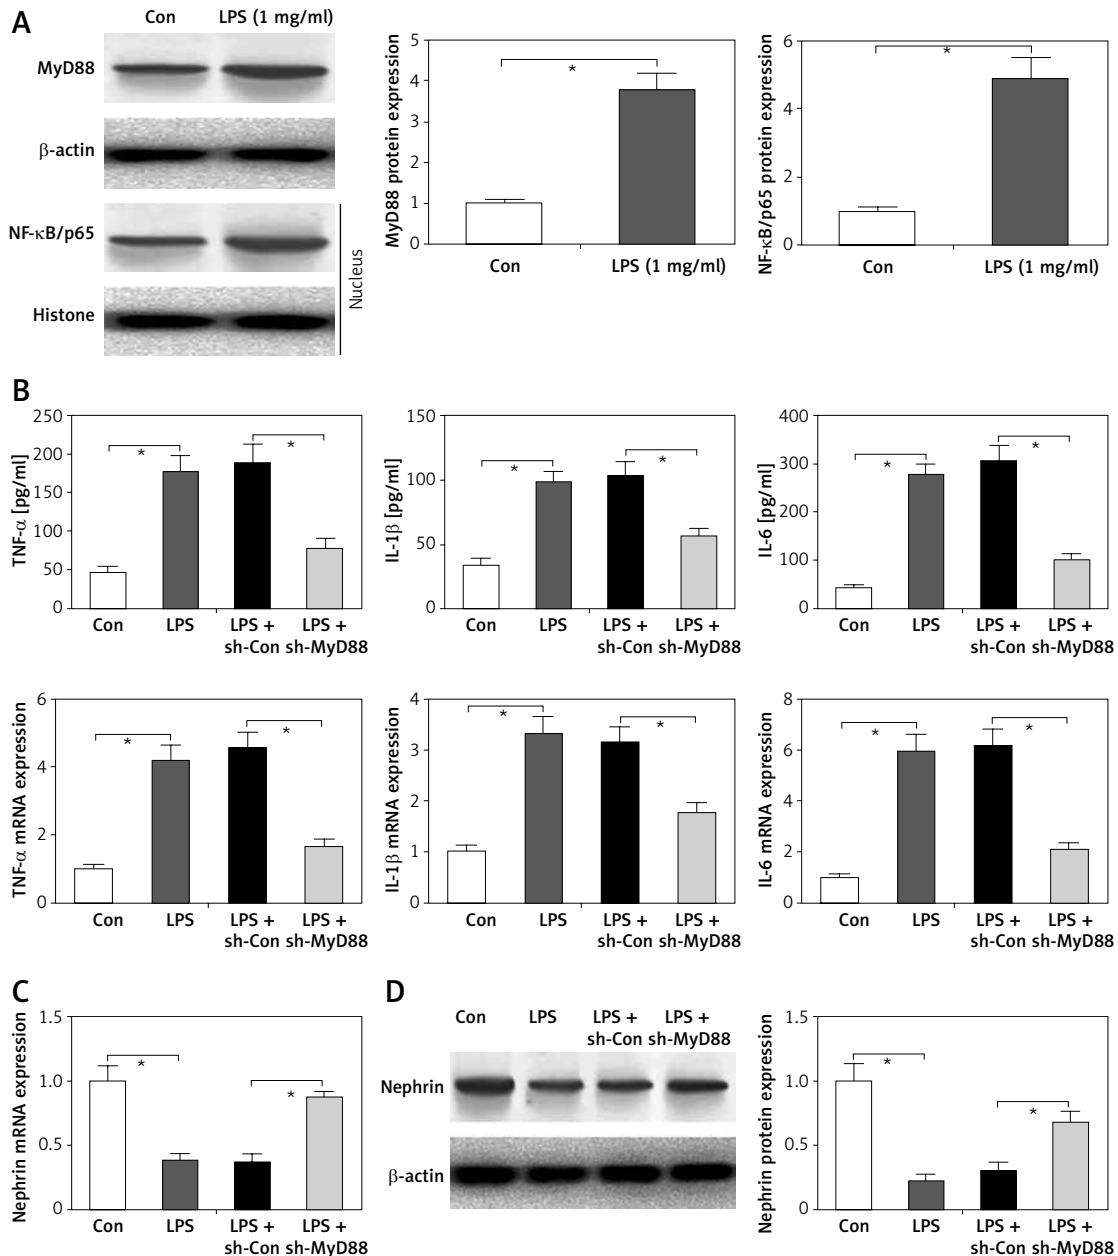 A
Con LPS (1 mg/ml)
MyD88
β-actin
NF-κB/p65
Histone
Nucleus
MyD88 protein expression
5
4
3
2
1
0
*
Con LPS (1 mg/ml)
NF-κB/p65 protein expression
6
4
2
0
*
Con LPS (1 mg/ml)
B
TNF-α [pg/ml]
250
200
150
100
50
0
* *
Con LPS LPS + LPS +
sh-Con sh-MyD88
IL-1β [pg/ml]
150
100
50
0
* *
Con LPS LPS + LPS +
sh-Con sh-MyD88
IL-6 [pg/ml]
400
300
200
100
0
* *
Con LPS LPS + LPS +
sh-Con sh-MyD88
TNF-α mRNA expression
6
4
2
0
* *
Con LPS LPS + LPS +
sh-Con sh-MyD88
IL-1β mRNA expression
4
3
2
1
0
* *
Con LPS LPS + LPS +
sh-Con sh-MyD88
IL-6 mRNA expression
8
6
4
2
0
* *
Con LPS LPS + LPS +
sh-Con sh-MyD88
C
Nephrin mRNA expression
1.5
1.0
0.5
0
* *
Con LPS LPS + LPS +
sh-Con sh-MyD88
D
Con LPS LPS + LPS +
sh-Con sh-MyD88
Nephrin
β-actin
Nephrin protein expression
1.5
1.0
0.5
0
* *
Con LPS LPS + LPS +
sh-Con sh-MyD88